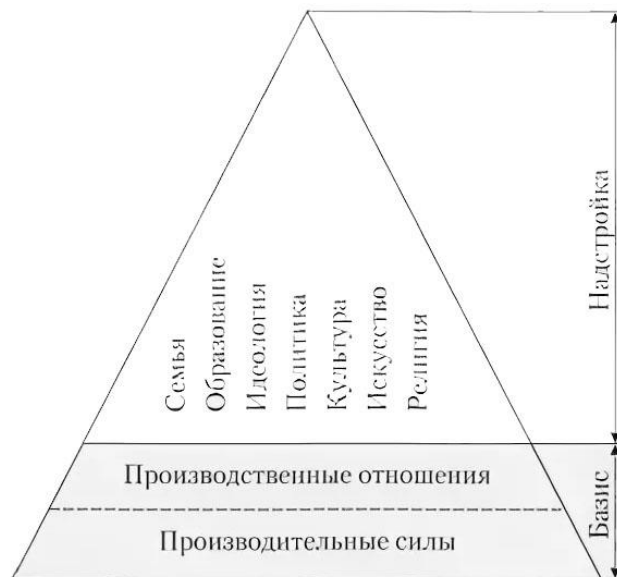 Семья
Образование
Идеология
Политика
Культура
Искусство
Религия
Надстройка
Производственные отношения
Производительные силы
Базис